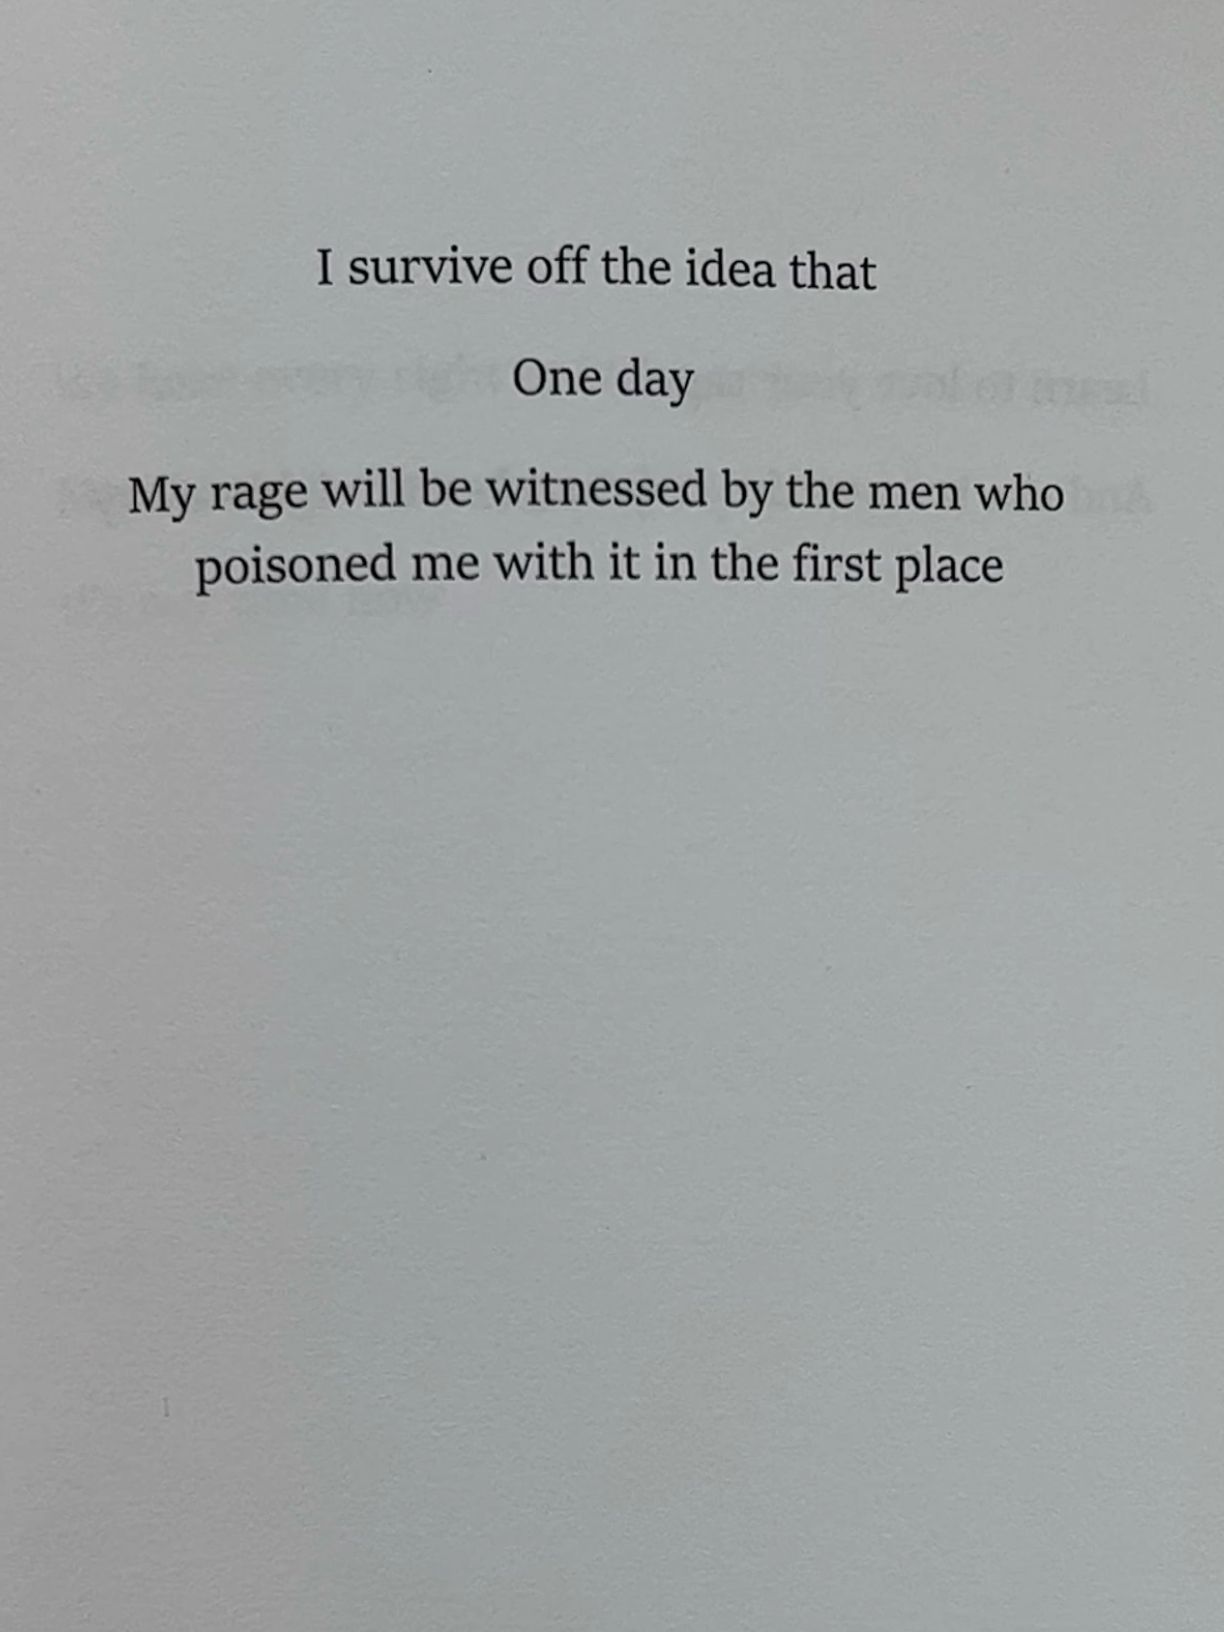 I survive off the idea that
One day
My rage will be witnessed by the men who
poisoned me with it in the first place